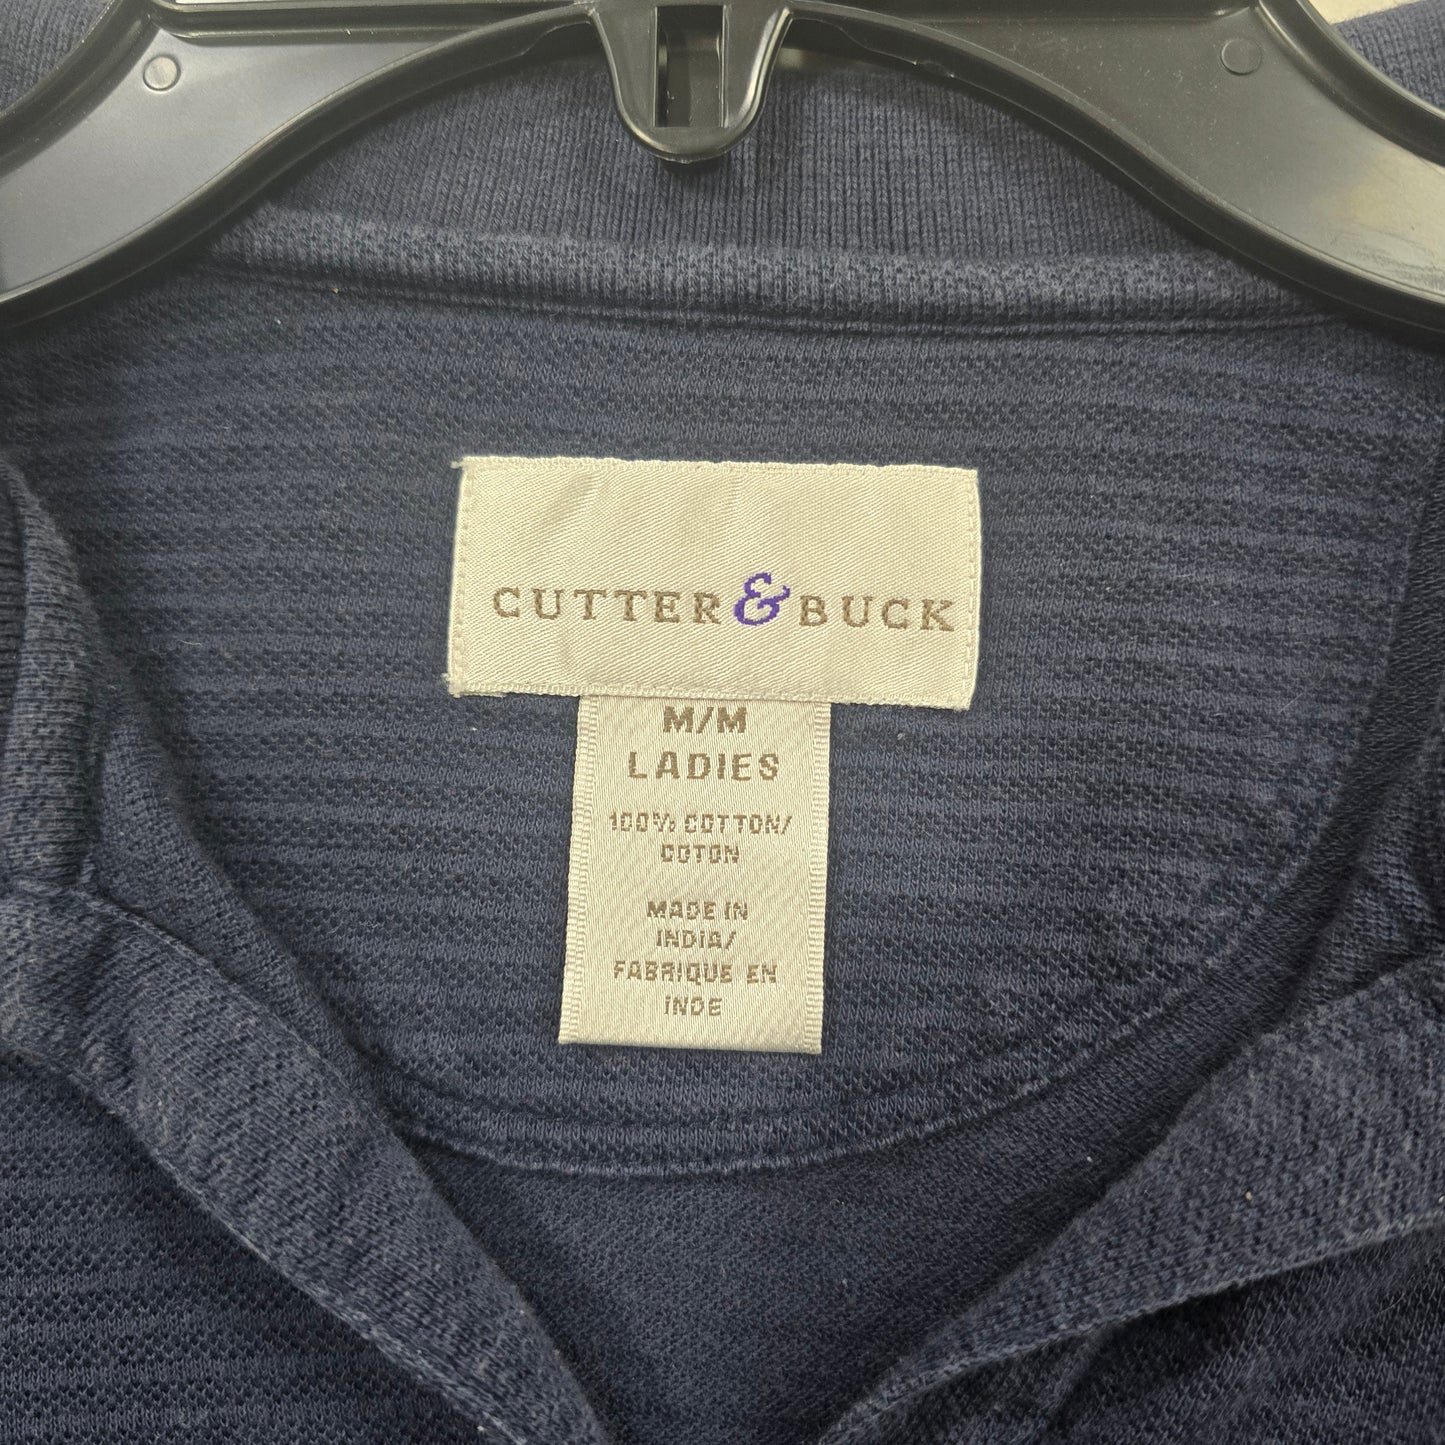 CUTTER & BUCK
M/M
LADIES
100% COTTON/
COTON
MADE IN
INDIA/
FABRIQUE EN
INDE